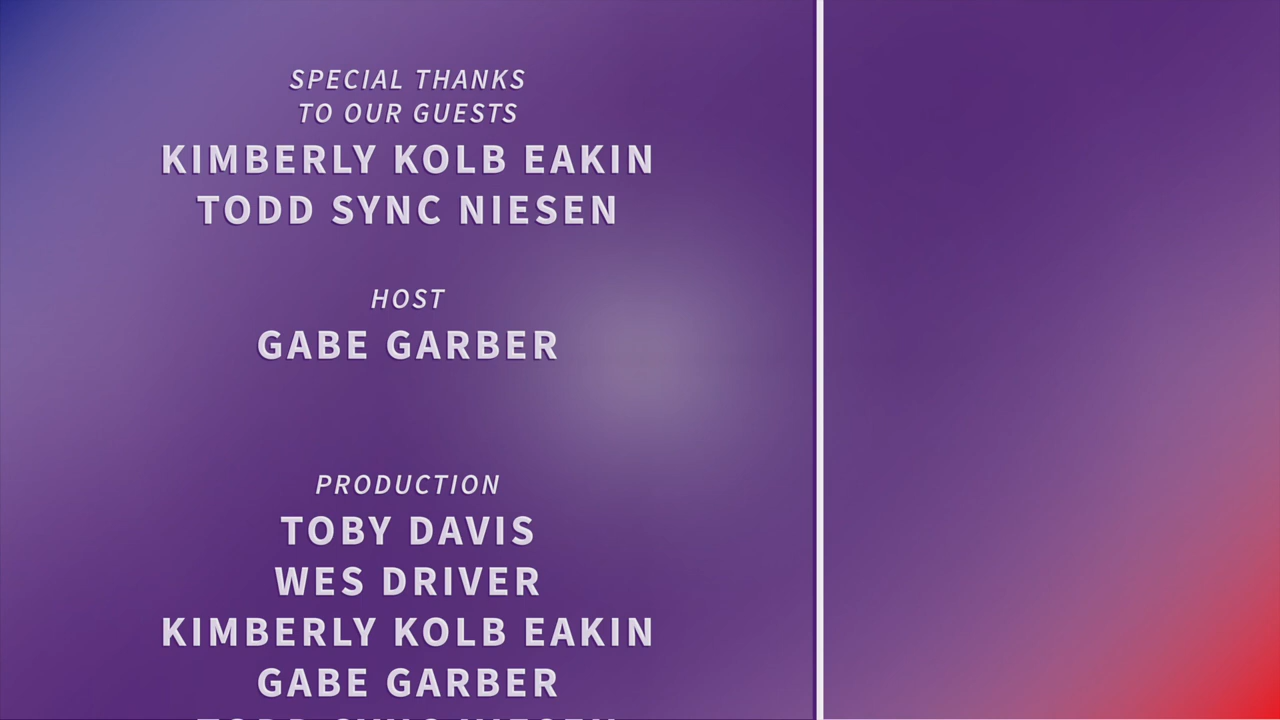 SPECIAL THANKS
TO OUR GUESTS
KIMBERLY KOLB EAKIN
TODD SYNC NIESEN
HOST
GABE GARBER
PRODUCTION
TOBY DAVIS
WES DRIVER
KIMBERLY KOLB EAKIN
GABE GARBER